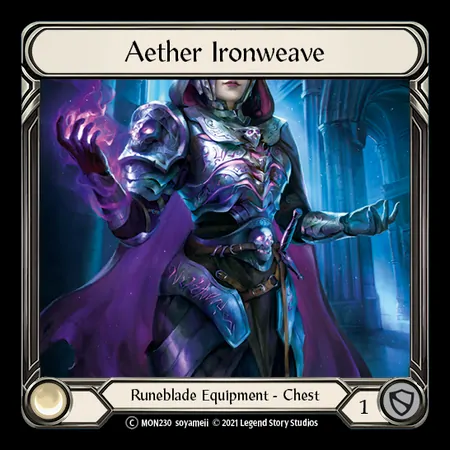 Aether Ironweave
Runeblade Equipment - Chest
1
C MON230 soyameii © 2021 Legend Story Studios